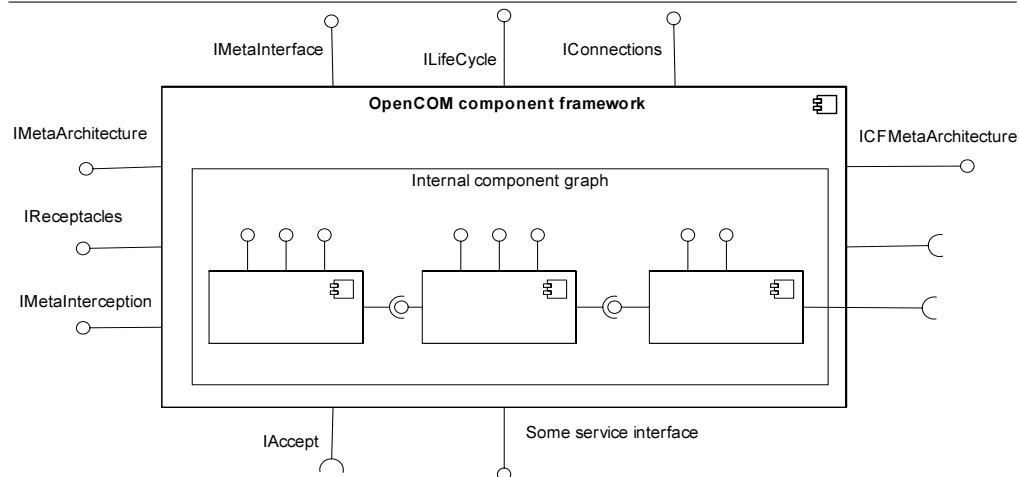 IMetaInterface
ILifeCycle
IConnections
OpenCOM component framework
IMetaArchitecture
ICFMetaArchitecture
Internal component graph
IReceptacles
IMetaInterception
IAccept
Some service interface